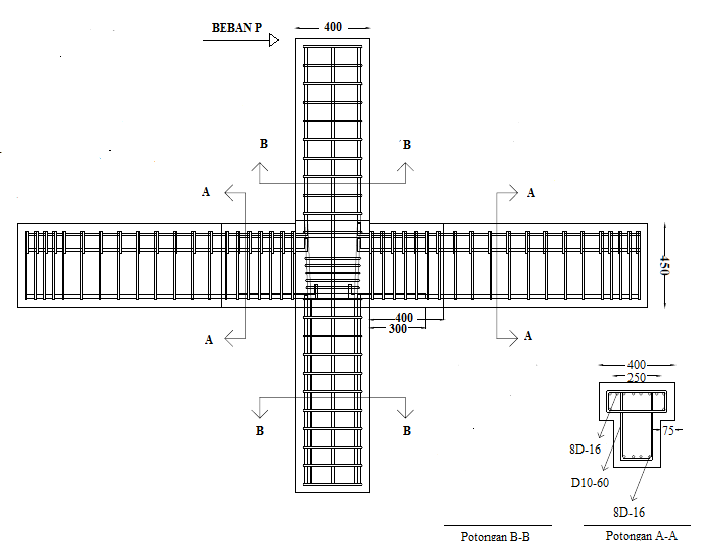 BEBAN P
400
B
B
A
A
450
400
300
A
A
B
B
400
250
75
8D-16
D10-60
8D-16
Potongan B-B
Potongan A-A